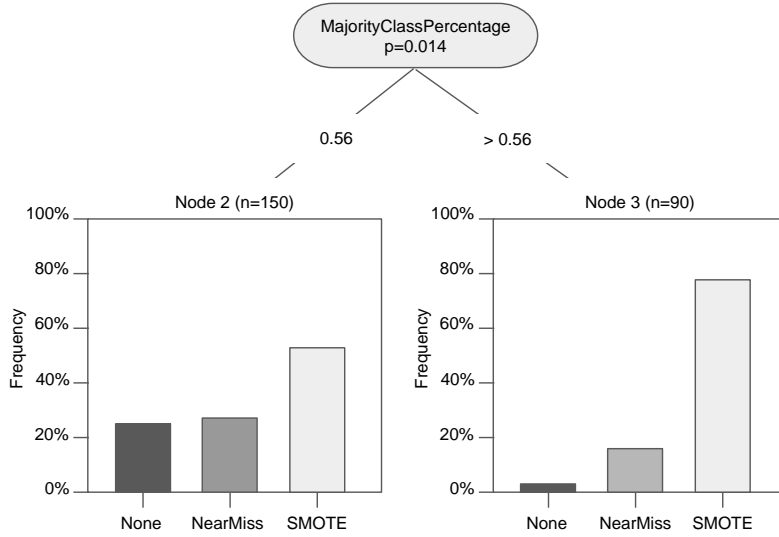 MajorityClassPercentage
p=0.014
0.56
> 0.56
Node 2 (n=150)
Node 3 (n=90)
100%
80%
60%
40%
20%
0%
Frequency
None
NearMiss
SMOTE
100%
80%
60%
40%
20%
0%
Frequency
None
NearMiss
SMOTE